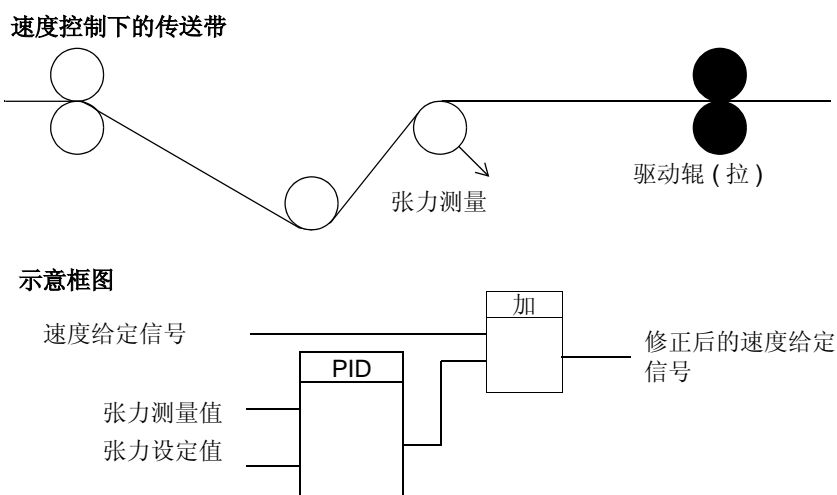 速度控制下的传送带
驱动辊 ( 拉 )
张力测量
示意框图
加
速度给定信号
修正后的速度给定
信号
PID
张力测量值
张力设定值